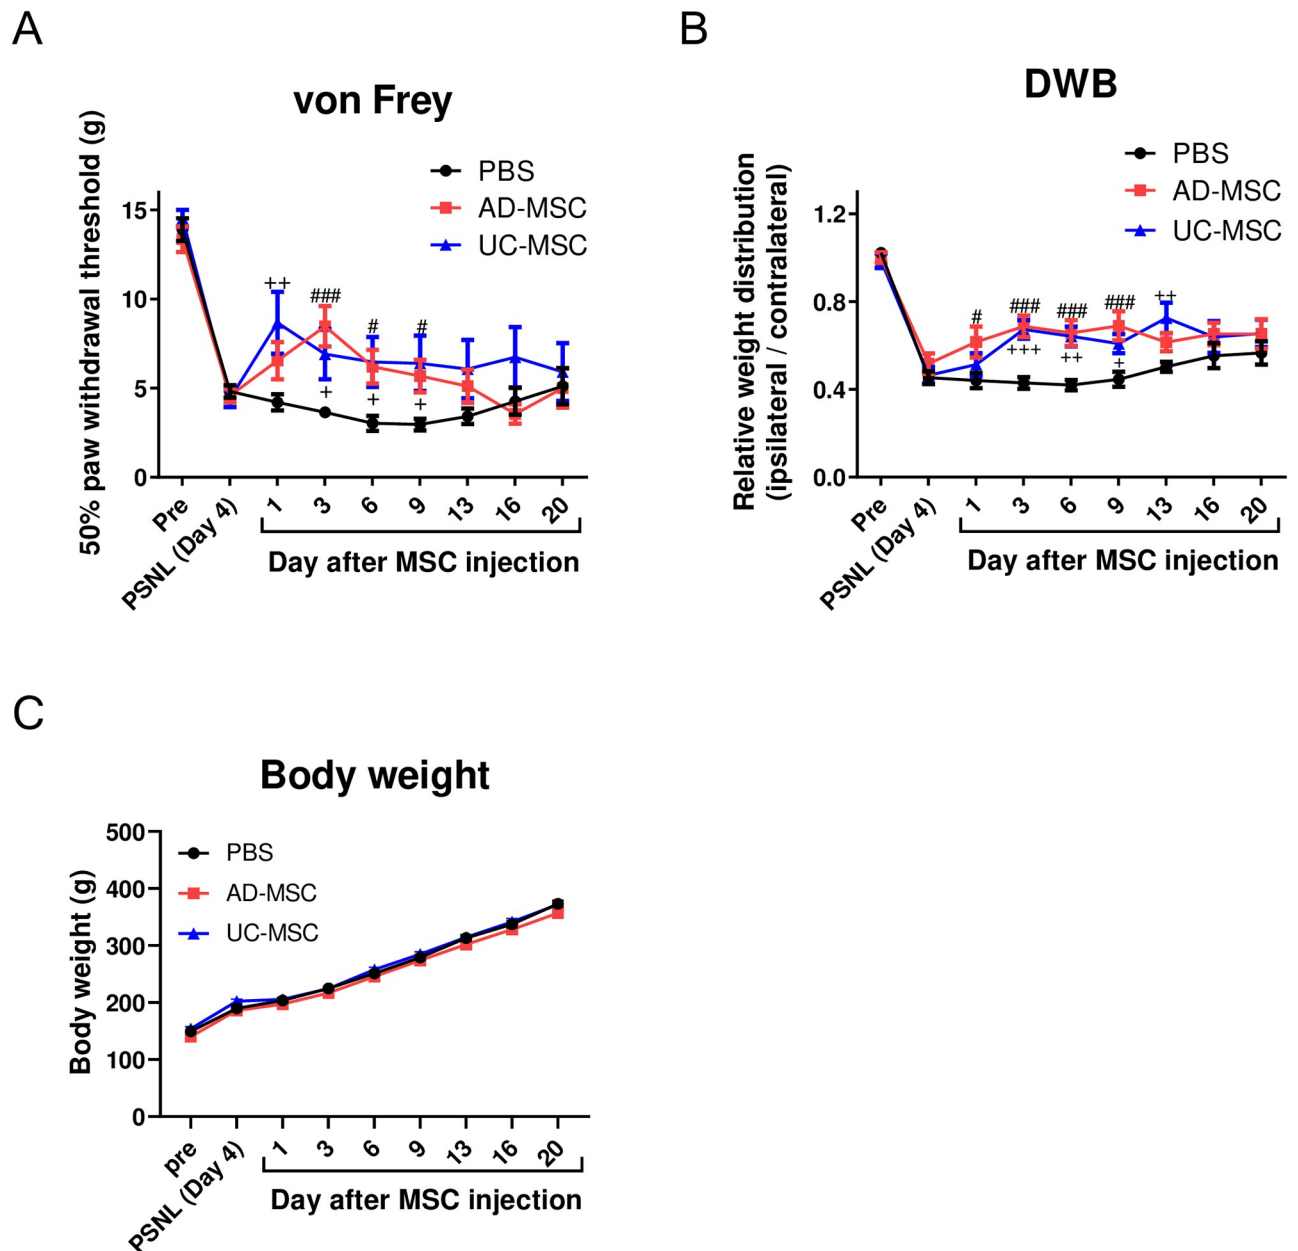 A
von Frey
50% paw withdrawal threshold (g)
PBS
AD-MSC
UC-MSC
15
10
5
0
++
###
#
#
+
+
+
Pre
PSNL (Day 4)
1
3
6
9
13
16
20
Day after MSC injection
B
DWB
Relative weight distribution
(ipsilateral / contralateral)
PBS
AD-MSC
UC-MSC
1.2
0.8
0.4
0.0
#
###
###
###
++
+++
++
+
Pre
PSNL (Day 4)
1
3
6
9
13
16
20
Day after MSC injection
C
Body weight
Body weight (g)
PBS
AD-MSC
UC-MSC
500
400
300
200
100
0
pre
PSNL (Day 4)
1
3
6
9
13
16
20
Day after MSC injection